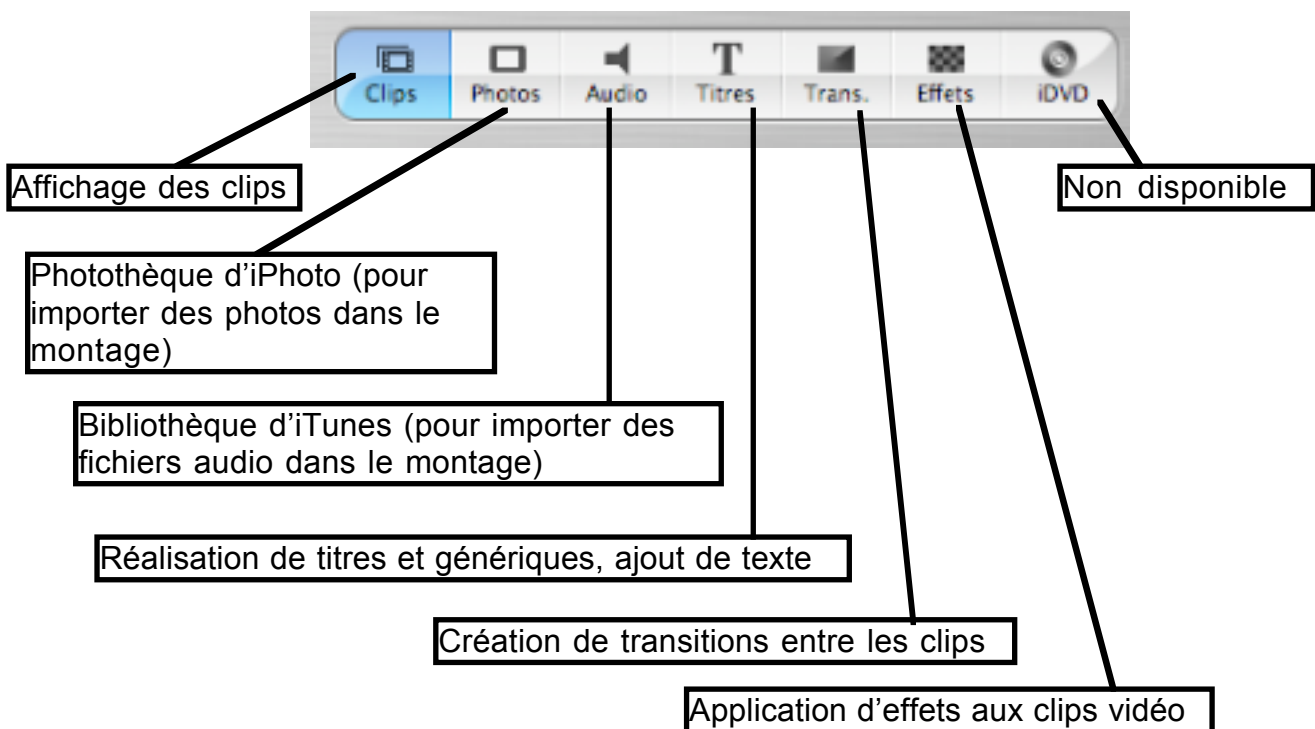 Clips Photos Audio Titres Trans. Effets iDVD
Affichage des clips
Non disponible
Photothèque d’iPhoto (pour
importer des photos dans le
montage)
Bibliothèque d’iTunes (pour importer des
fichiers audio dans le montage)
Réalisation de titres et génériques, ajout de texte
Création de transitions entre les clips
Application d’effets aux clips vidéo